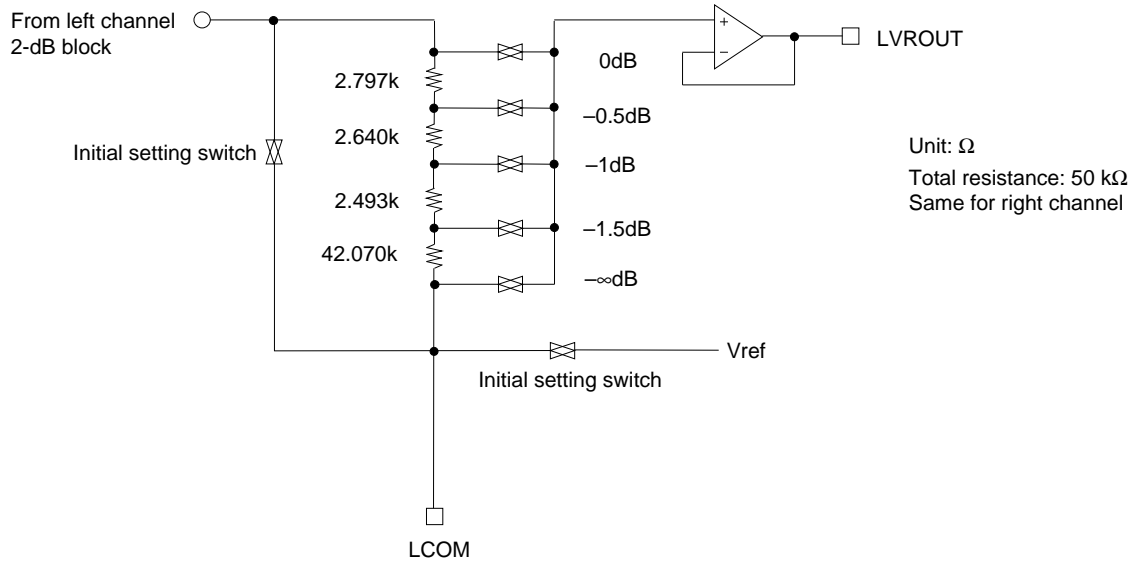 From left channel
2-dB block
+
−
LVROUT
0dB
2.797k
−0.5dB
2.640k
Initial setting switch
−1dB
Unit: Ω
Total resistance: 50 kΩ
Same for right channel
2.493k
−1.5dB
42.070k
−∞dB
Vref
Initial setting switch
LCOM